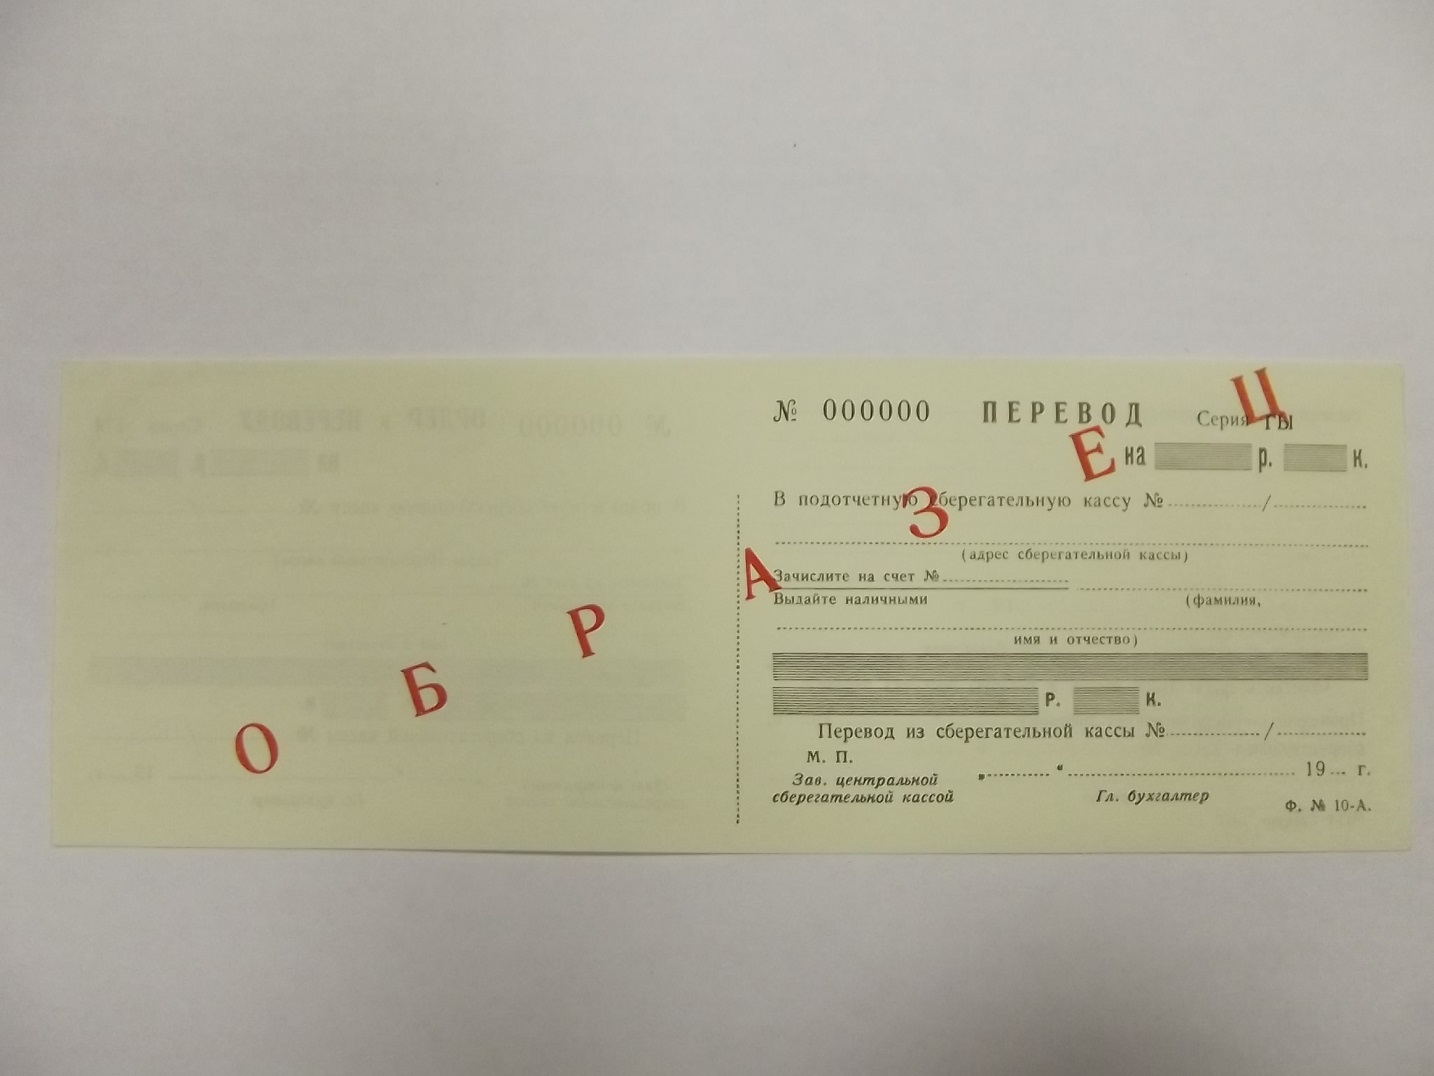 № 000000 ПЕРЕВОД Серия ГЫ
на р. к.
В подотчетную сберегательную кассу № /
(адрес сберегательной кассы)
Зачислите на счет №
Выдайте наличными (фамилия,
имя и отчество)
Р. К.
Перевод из сберегательной кассы № /
М. П.
Зав. центральной „ “ 19 г.
сберегательной кассой Гл. бухгалтер Ф. № 10-А.
ОБРАЗЕЦ